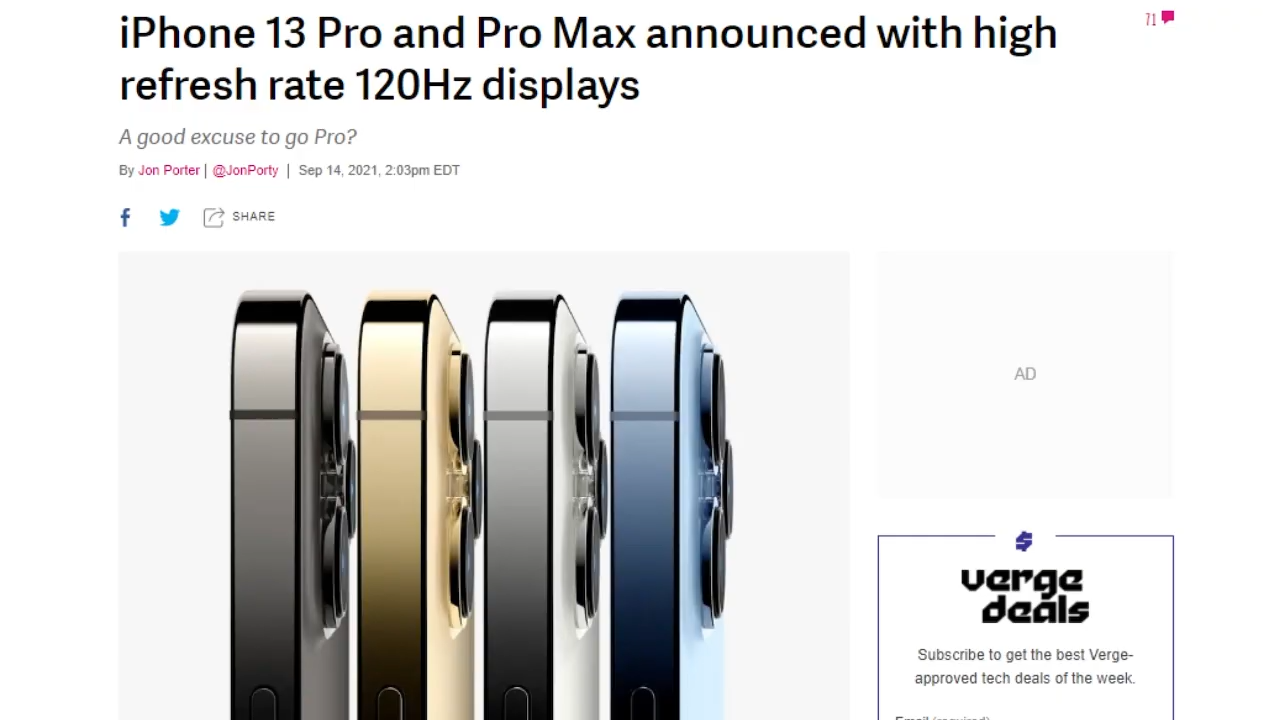 iPhone 13 Pro and Pro Max announced with high
refresh rate 120Hz displays
71
A good excuse to go Pro?
By Jon Porter | @JonPorty | Sep 14, 2021, 2:03pm EDT
SHARE
AD
verge
deals
Subscribe to get the best Verge-
approved tech deals of the week.
Email (required)